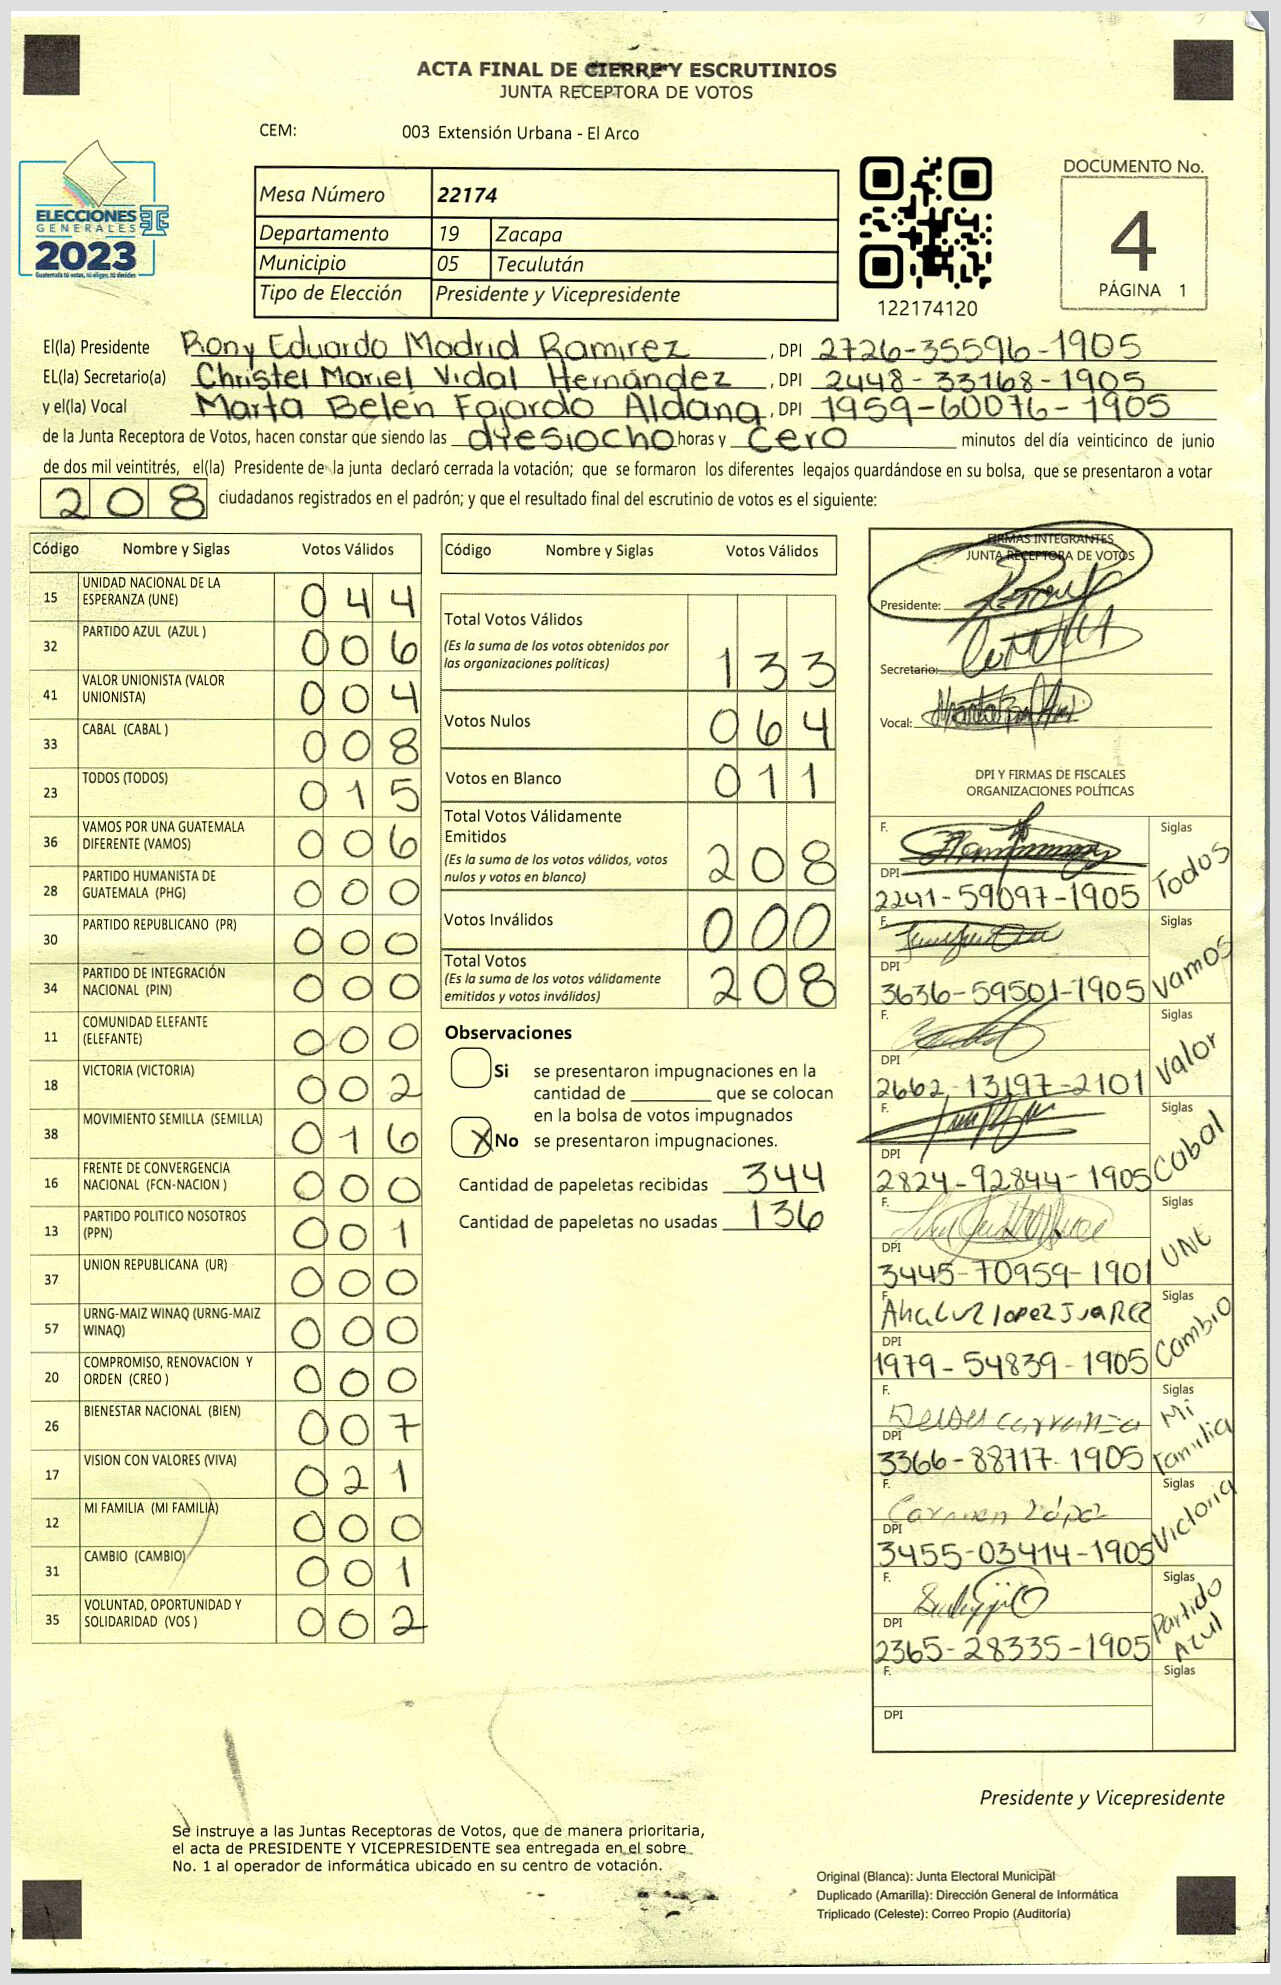 ACTA FINAL DE CIERRE Y ESCRUTINIOS
JUNTA RECEPTORA DE VOTOS
CEM: 003 Extensión Urbana - El Arco
ELECCIONES
GENERALES
2023
Guatemala tú votas, tú eliges, tú decides
Mesa Número 22174
Departamento 19 Zacapa
Municipio 05 Teculután
Tipo de Elección Presidente y Vicepresidente
122174120
DOCUMENTO No.
4
PÁGINA 1
El(la) Presidente Rony Eduardo Madrid Ramirez, DPI 2726-35596-1905
EL(la) Secretario(a) Christel Mariel Vidal Hernández, DPI 2448-33168-1905
y el(la) Vocal Marta Belén Fajardo Aldana, DPI 1959-60076-1905
de la Junta Receptora de Votos, hacen constar que siendo las dyesiocho horas y cero minutos del día veinticinco de junio
de dos mil veintitrés, el(la) Presidente de la junta declaró cerrada la votación; que se formaron los diferentes legajos guardándose en su bolsa, que se presentaron a votar
208 ciudadanos registrados en el padrón; y que el resultado final del escrutinio de votos es el siguiente:
Código Nombre y Siglas Votos Válidos
15 UNIDAD NACIONAL DE LA ESPERANZA (UNE) 044
32 PARTIDO AZUL (AZUL ) 006
41 VALOR UNIONISTA (VALOR UNIONISTA) 004
33 CABAL (CABAL ) 008
23 TODOS (TODOS) 015
36 VAMOS POR UNA GUATEMALA DIFERENTE (VAMOS) 006
28 PARTIDO HUMANISTA DE GUATEMALA (PHG) 000
30 PARTIDO REPUBLICANO (PR) 000
34 PARTIDO DE INTEGRACIÓN NACIONAL (PIN) 000
11 COMUNIDAD ELEFANTE (ELEFANTE) 000
18 VICTORIA (VICTORIA) 002
38 MOVIMIENTO SEMILLA (SEMILLA) 016
16 FRENTE DE CONVERGENCIA NACIONAL (FCN-NACION ) 000
13 PARTIDO POLITICO NOSOTROS (PPN) 001
37 UNION REPUBLICANA (UR) 000
57 URNG-MAIZ WINAQ (URNG-MAIZ WINAQ) 000
20 COMPROMISO, RENOVACION Y ORDEN (CREO ) 000
26 BIENESTAR NACIONAL (BIEN) 007
17 VISION CON VALORES (VIVA) 021
12 MI FAMILIA (MI FAMILIA) 000
31 CAMBIO (CAMBIO) 001
35 VOLUNTAD, OPORTUNIDAD Y SOLIDARIDAD (VOS ) 002
Código Nombre y Siglas Votos Válidos
Total Votos Válidos 133
(Es la suma de los votos obtenidos por
las organizaciones políticas)
Votos Nulos 064
Votos en Blanco 011
Total Votos Válidamente
Emitidos 208
(Es la suma de los votos válidos, votos
nulos y votos en blanco)
Votos Inválidos 000
Total Votos 208
(Es la suma de los votos válidamente
emitidos y votos inválidos)
Observaciones
Si se presentaron impugnaciones en la
cantidad de ________ que se colocan
en la bolsa de votos impugnados
X No se presentaron impugnaciones.
Cantidad de papeletas recibidas 344
Cantidad de papeletas no usadas 136
FIRMAS INTEGRANTES
JUNTA RECEPTORA DE VOTOS
Presidente:
Secretario:
Vocal:
DPI Y FIRMAS DE FISCALES
ORGANIZACIONES POLÍTICAS
F. Siglas
DPI 2241-59097-1905 Todos
F. Siglas
DPI 3636-59501-1905 Vamos
F. Siglas
DPI 2662-13197-2101 Valor
F. Siglas
DPI 2824-92844-1905 Cabal
F. Siglas
DPI 3445-70959-1901 UNE
F. Ana Luz lopez JuaREZ Siglas
DPI 1979-54839-1905 Cambio
F. Siglas
DPI 3366-88117-1905 Mi Familia
F. Carmen López Siglas
DPI 3455-03414-1905 Victoria
F. Siglas
DPI 2365-28335-1905 Partido Azul
F. Siglas
DPI
Presidente y Vicepresidente
Se instruye a las Juntas Receptoras de Votos, que de manera prioritaria,
el acta de PRESIDENTE Y VICEPRESIDENTE sea entregada en el sobre
No. 1 al operador de informática ubicado en su centro de votación.
Original (Blanca): Junta Electoral Municipal
Duplicado (Amarilla): Dirección General de Informática
Triplicado (Celeste): Correo Propio (Auditoría)